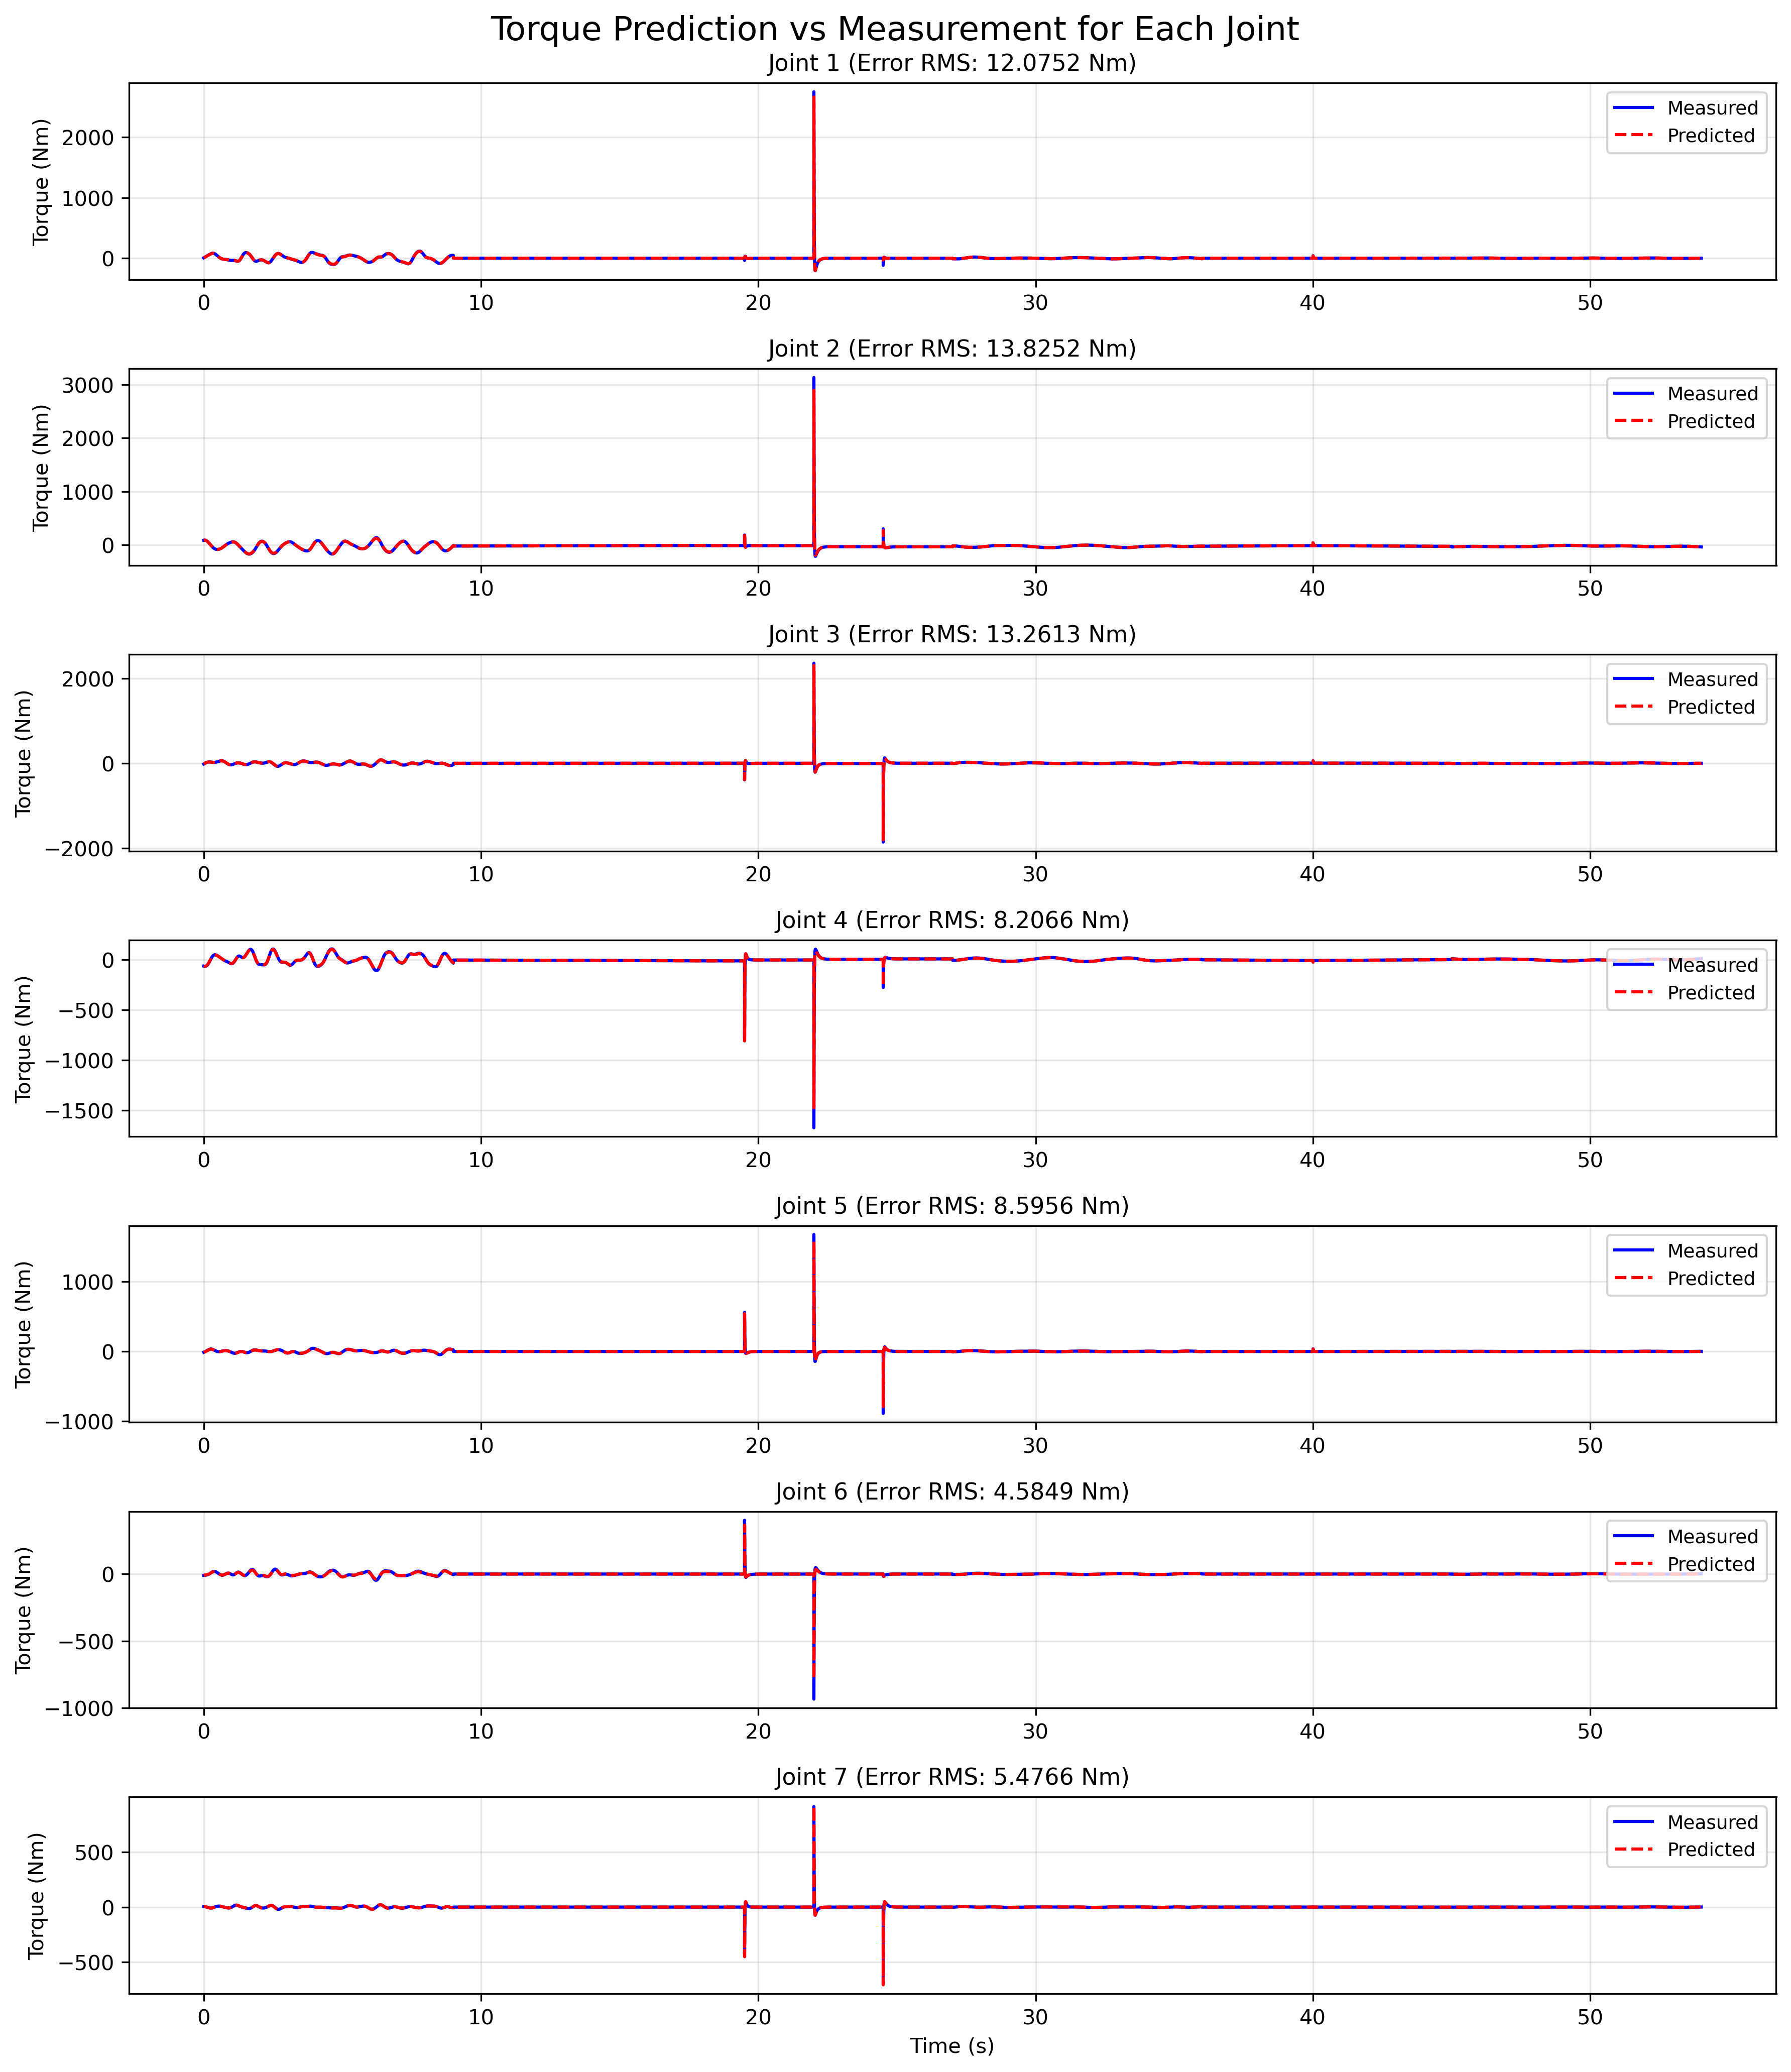 Torque Prediction vs Measurement for Each Joint
Joint 1 (Error RMS: 12.0752 Nm)
Torque (Nm)
2000
1000
0
Measured
Predicted
0 10 20 30 40 50
Joint 2 (Error RMS: 13.8252 Nm)
Torque (Nm)
3000
2000
1000
0
Measured
Predicted
0 10 20 30 40 50
Joint 3 (Error RMS: 13.2613 Nm)
Torque (Nm)
2000
0
−2000
Measured
Predicted
0 10 20 30 40 50
Joint 4 (Error RMS: 8.2066 Nm)
Torque (Nm)
0
−500
−1000
−1500
Measured
Predicted
0 10 20 30 40 50
Joint 5 (Error RMS: 8.5956 Nm)
Torque (Nm)
1000
0
−1000
Measured
Predicted
0 10 20 30 40 50
Joint 6 (Error RMS: 4.5849 Nm)
Torque (Nm)
0
−500
−1000
Measured
Predicted
0 10 20 30 40 50
Joint 7 (Error RMS: 5.4766 Nm)
Torque (Nm)
500
0
−500
Measured
Predicted
0 10 20 30 40 50
Time (s)